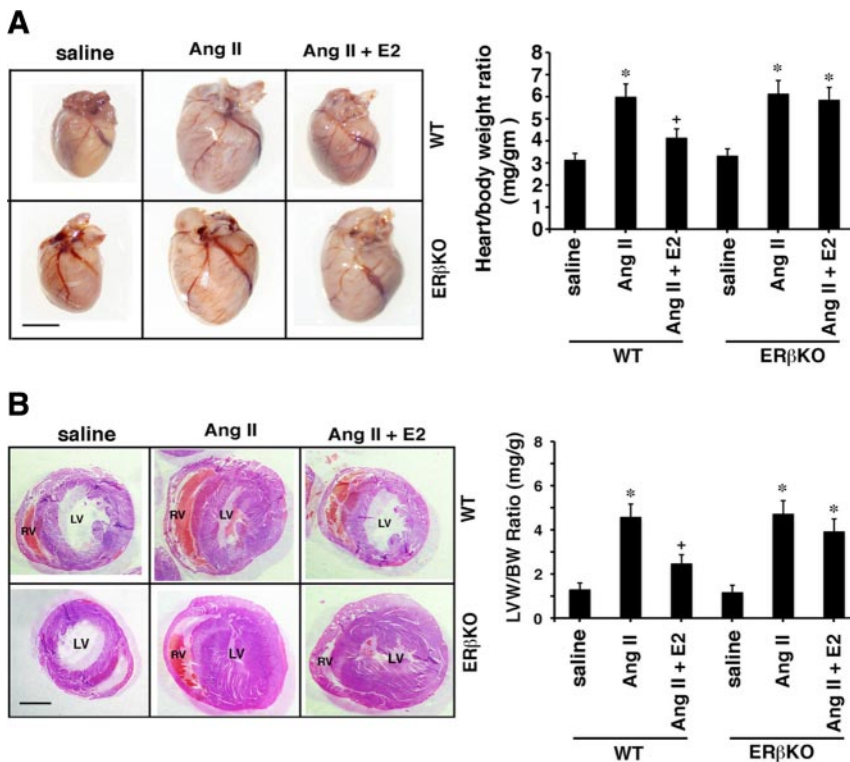 A
saline Ang II Ang II + E2
WT
ERβKO
Heart/body weight ratio
(mg/gm)
8
7
6
5
4
3
2
1
0
* + * *
saline Ang II Ang II + E2 saline Ang II Ang II + E2
WT ERβKO
B
saline Ang II Ang II + E2
WT
RV LV RV LV LV
ERβKO
LV RV LV RV LV
LVW/BW Ratio (mg/g)
8
6
4
2
0
* + * *
saline Ang II Ang II + E2 saline Ang II Ang II + E2
WT ERβKO